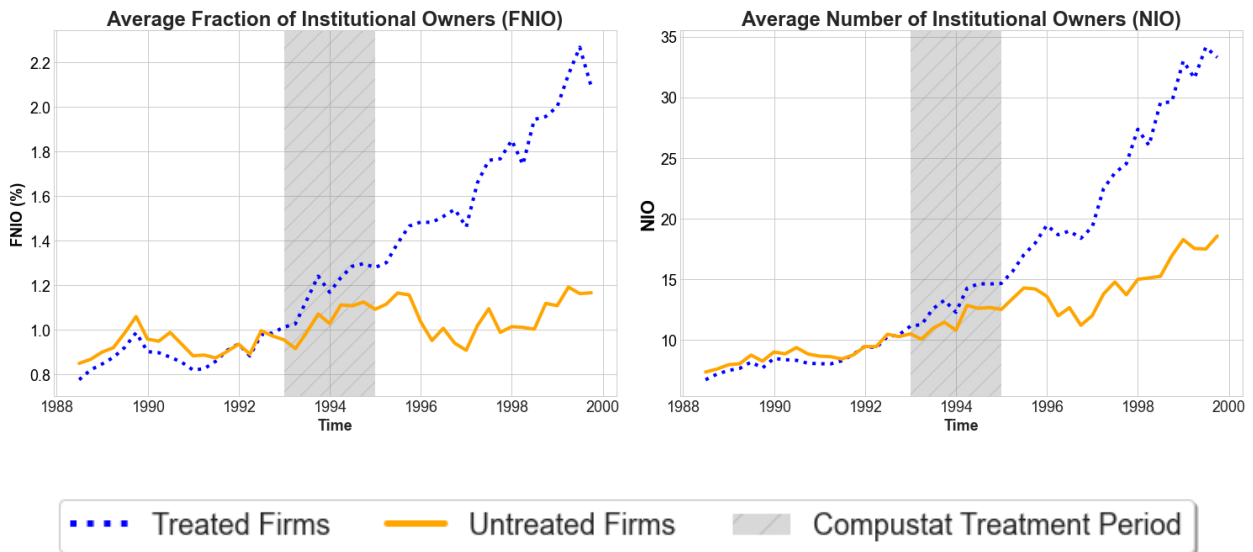 Average Fraction of Institutional Owners (FNIO)
FNIO (%)
2.2
2.0
1.8
1.6
1.4
1.2
1.0
0.8
1988 1990 1992 1994 1996 1998 2000
Time
Average Number of Institutional Owners (NIO)
NIO
35
30
25
20
15
10
1988 1990 1992 1994 1996 1998 2000
Time
Treated Firms Untreated Firms Compustat Treatment Period